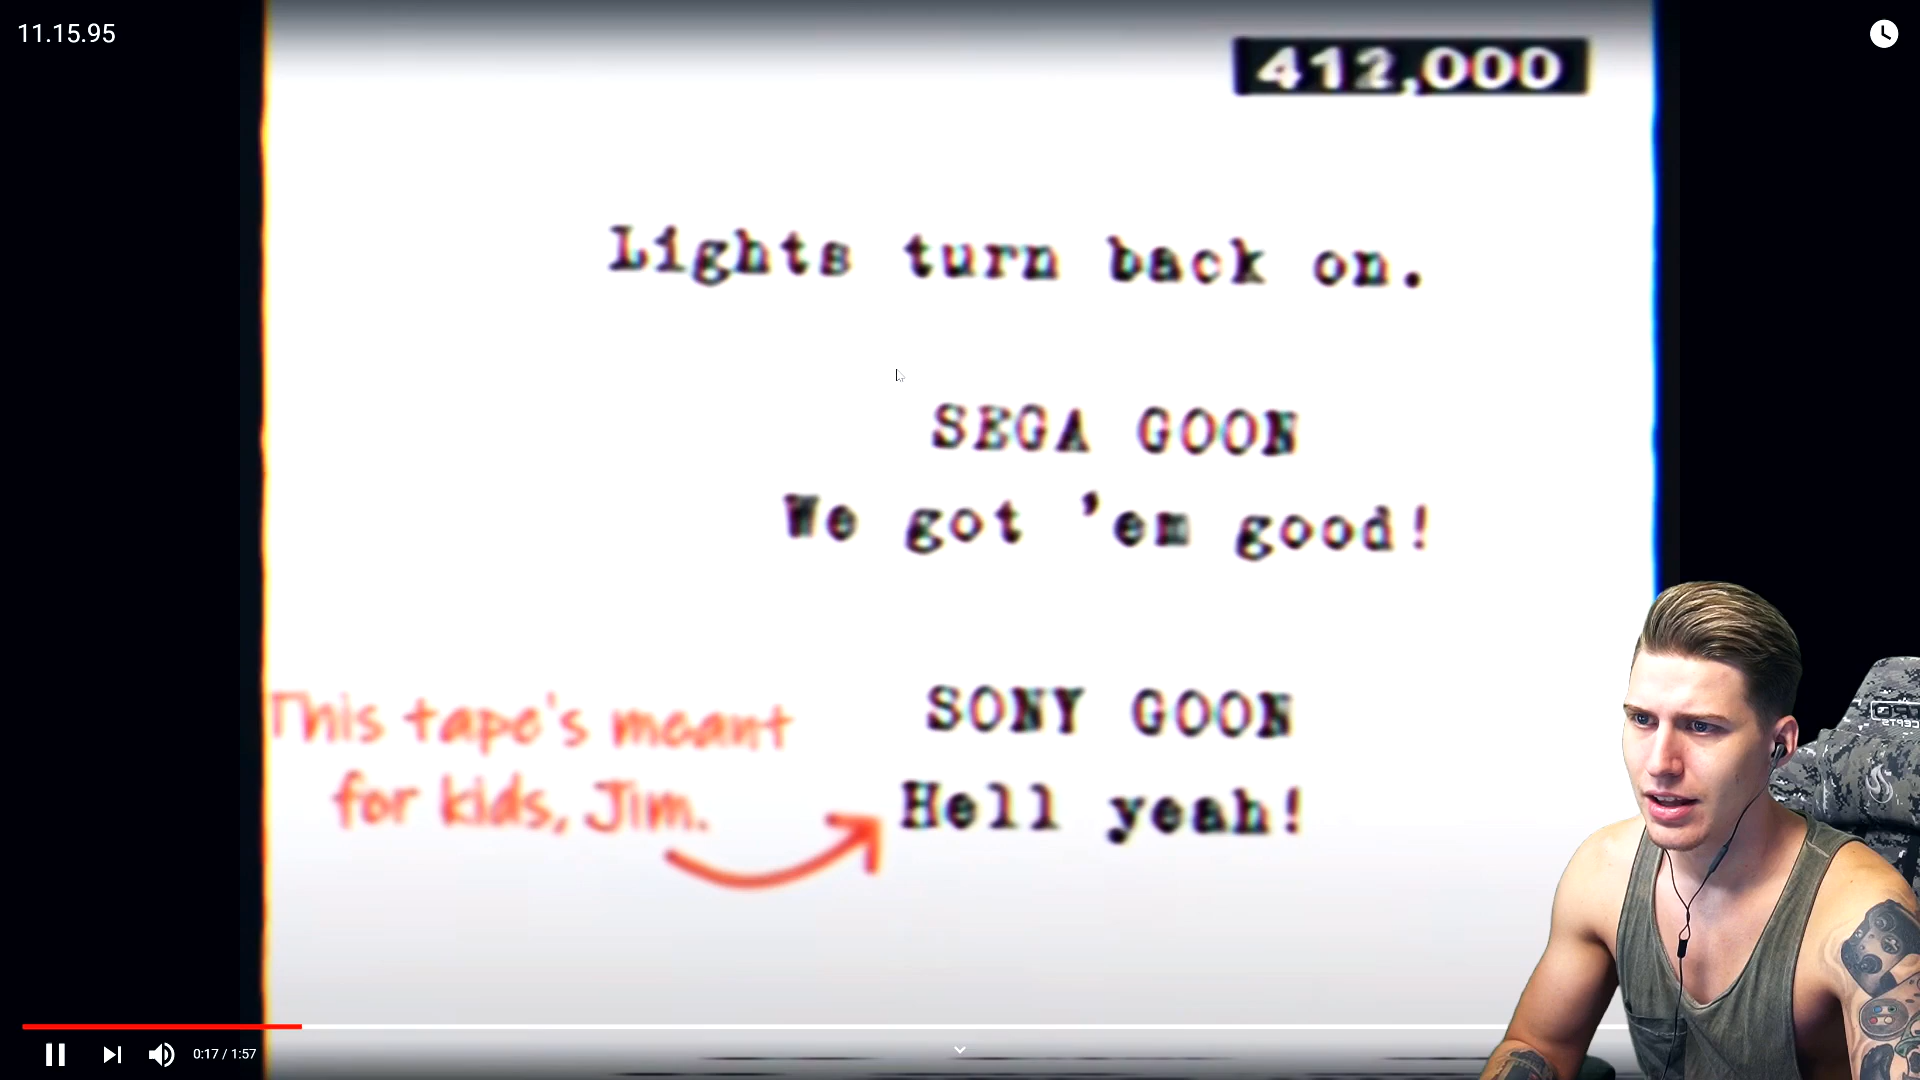 11.15.95
412,000
Lights turn back on.
SEGA GOON
We got 'em good!
This tape's meant
for kids, Jim.
SONY GOON
Hell yeah!
0:17 / 1:57